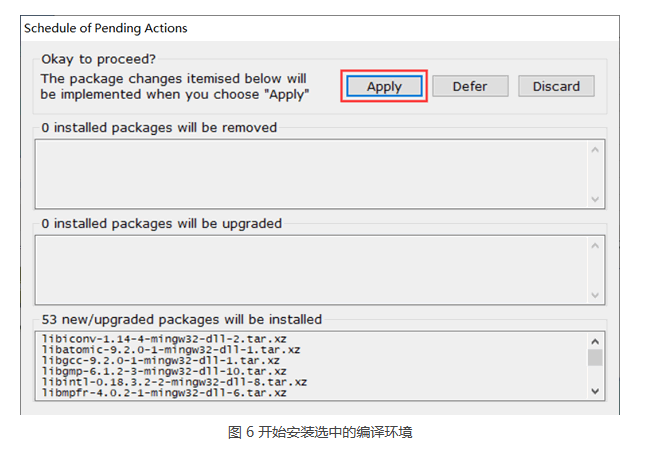 Schedule of Pending Actions
Okay to proceed?
The package changes itemised below will
be implemented when you choose "Apply"
Apply
Defer
Discard
0 installed packages will be removed
0 installed packages will be upgraded
53 new/upgraded packages will be installed
libiconv-1.14-4-mingw32-dll-2.tar.xz
libatomic-9.2.0-1-mingw32-dll-1.tar.xz
libgcc-9.2.0-1-mingw32-dll-1.tar.xz
libgmp-6.1.2-3-mingw32-dll-10.tar.xz
libintl-0.18.3.2-2-mingw32-dll-8.tar.xz
libmpfr-4.0.2-1-mingw32-dll-6.tar.xz
图 6 开始安装选中的编译环境